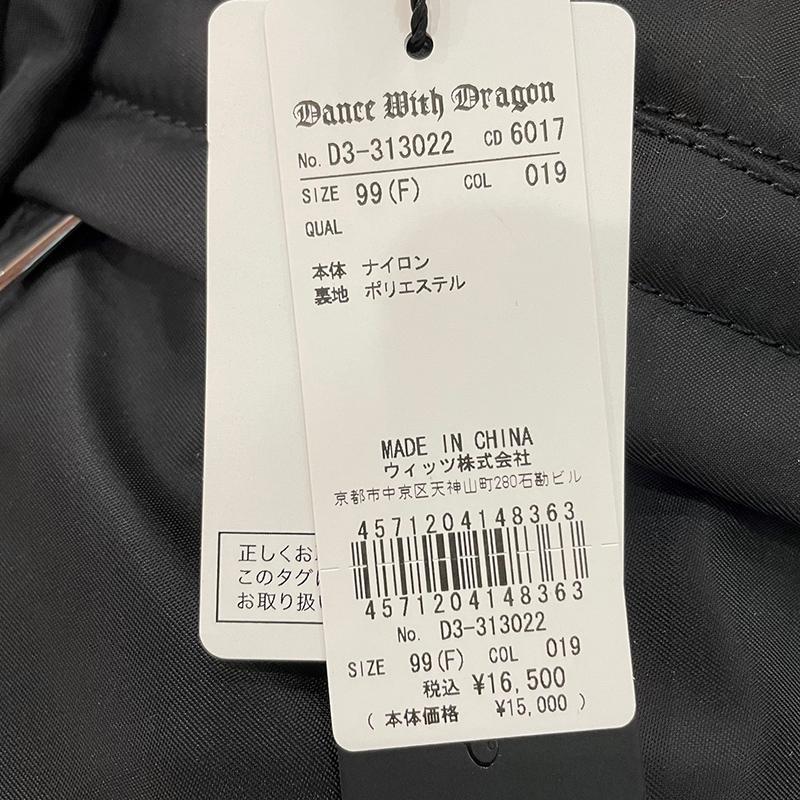 Dance With Dragon
No. D3-313022 CD 6017
SIZE 99(F) COL 019
QUAL
本体 ナイロン
裏地 ポリエステル
MADE IN CHINA
ウィッツ株式会社
京都市中京区天神山町280石勘ビル
4571204148363
4571204148363
No. D3-313022
SIZE 99(F) COL 019
税込 ¥16,500
(本体価格 ¥15,000)
正しくお
このタグ
お取り扱い